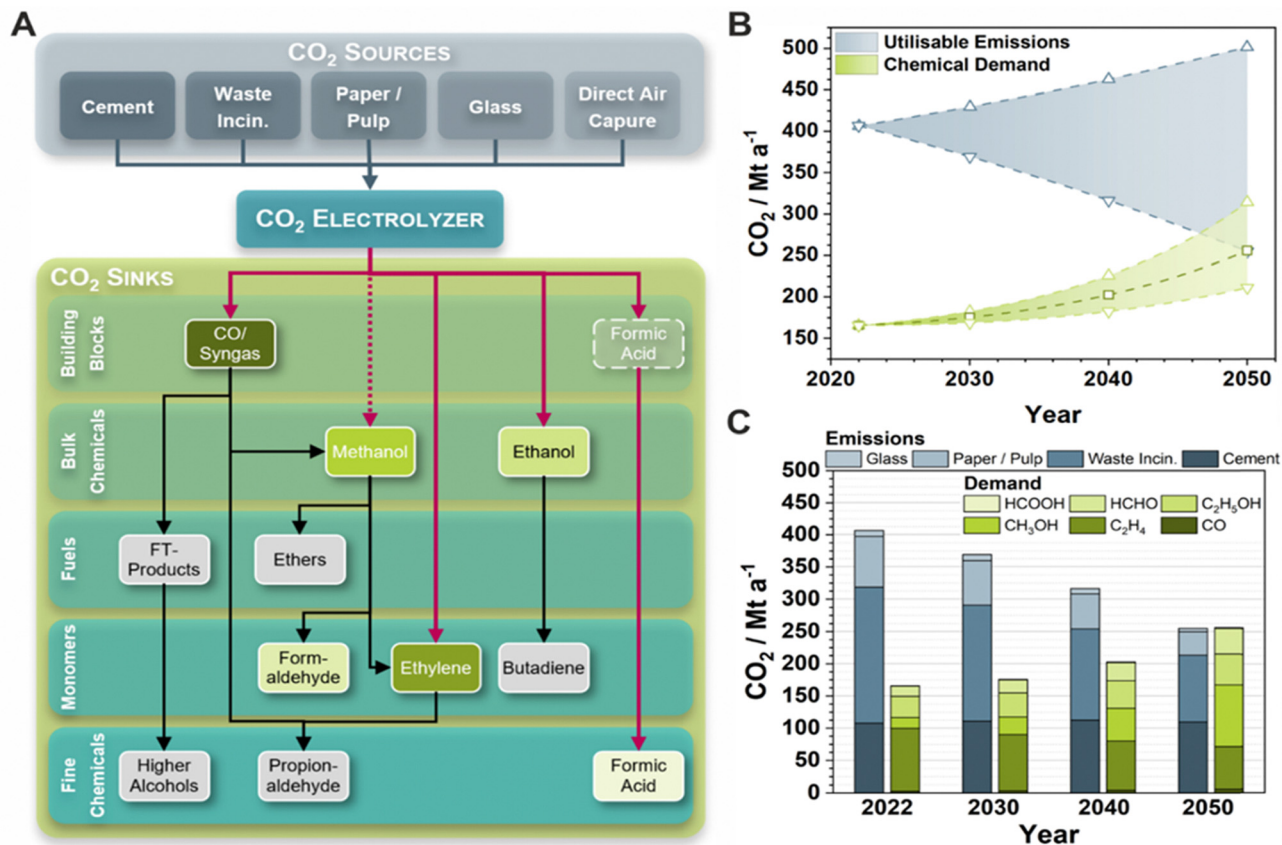 A
CO₂ SOURCES
Cement
Waste
Incin.
Paper /
Pulp
Glass
Direct Air
Capure
CO₂ ELECTROLYZER
CO₂ SINKS
Building
Blocks
CO/
Syngas
Formic
Acid
Bulk
Chemicals
Methanol
Ethanol
Fuels
FT-
Products
Ethers
Monomers
Form-
aldehyde
Ethylene
Butadiene
Fine
Chemicals
Higher
Alcohols
Propion-
aldehyde
Formic
Acid
B
Utilisable Emissions
Chemical Demand
CO₂ / Mt a⁻¹
500
450
400
350
300
250
200
150
2020 2030 2040 2050
Year
C
Emissions
Glass Paper / Pulp Waste Incin. Cement
Demand
HCOOH HCHO C₂H₅OH
CH₃OH C₂H₄ CO
CO₂ / Mt a⁻¹
500
450
400
350
300
250
200
150
100
50
0
2022 2030 2040 2050
Year